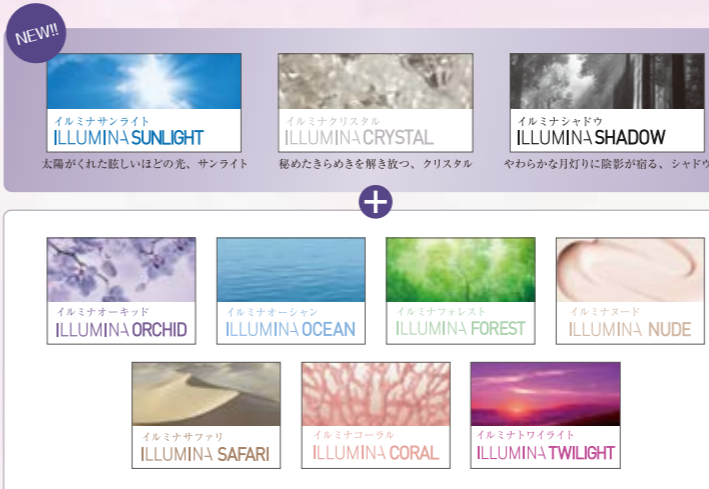 NEW!!
イルミナサンライト
ILLUMINA SUNLIGHT
太陽がくれた眩しいほどの光、サンライト
イルミナクリスタル
ILLUMINA CRYSTAL
秘めたきらめきを解き放つ、クリスタル
イルミナシャドウ
ILLUMINA SHADOW
やわらかな月灯りに陰影が宿る、シャドウ
+
イルミナオーキッド
ILLUMINA ORCHID
イルミナオーシャン
ILLUMINA OCEAN
イルミナフォレスト
ILLUMINA FOREST
イルミナヌード
ILLUMINA NUDE
イルミナサファリ
ILLUMINA SAFARI
イルミナコーラル
ILLUMINA CORAL
イルミナトワイライト
ILLUMINA TWILIGHT